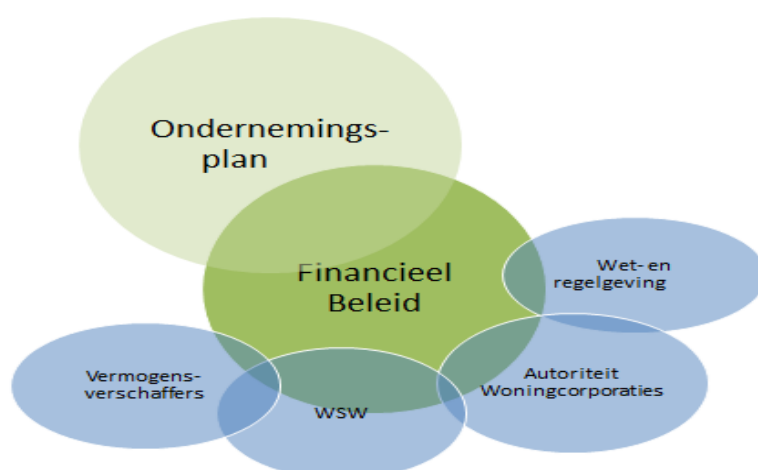 Ondernemings-
plan
Financieel
Beleid
Wet- en
regelgeving
Vermogens-
verschaffers
WSW
Autoriteit
Woningcorporaties